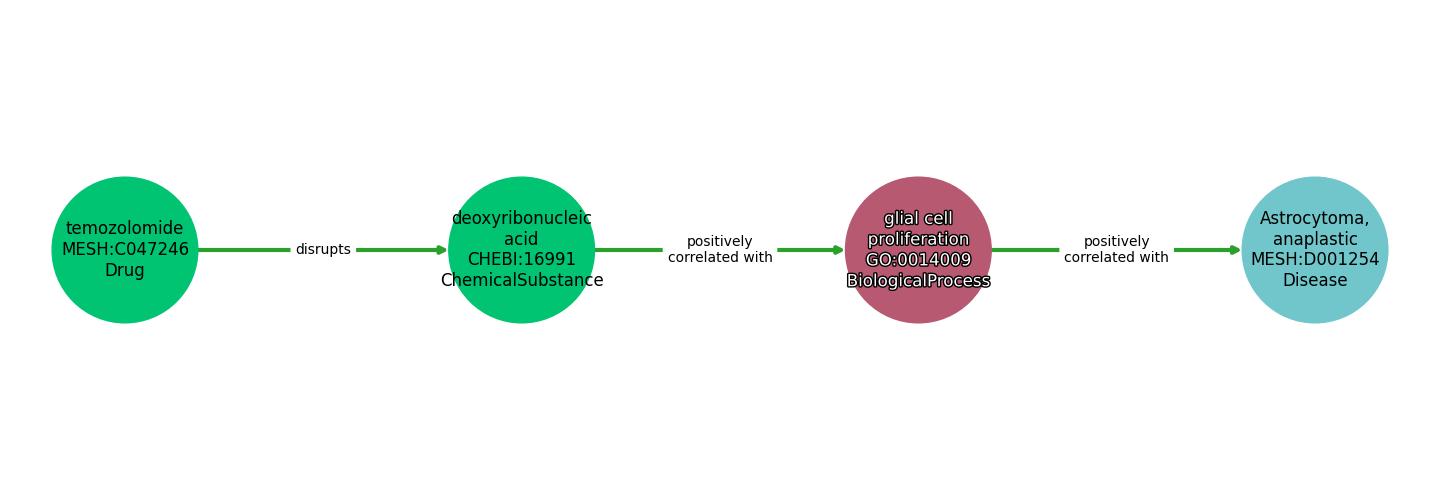 temozolomide
MESH:C047246
Drug
disrupts
deoxyribonucleic
acid
CHEBI:16991
ChemicalSubstance
positively
correlated with
glial cell
proliferation
GO:0014009
BiologicalProcess
positively
correlated with
Astrocytoma,
anaplastic
MESH:D001254
Disease